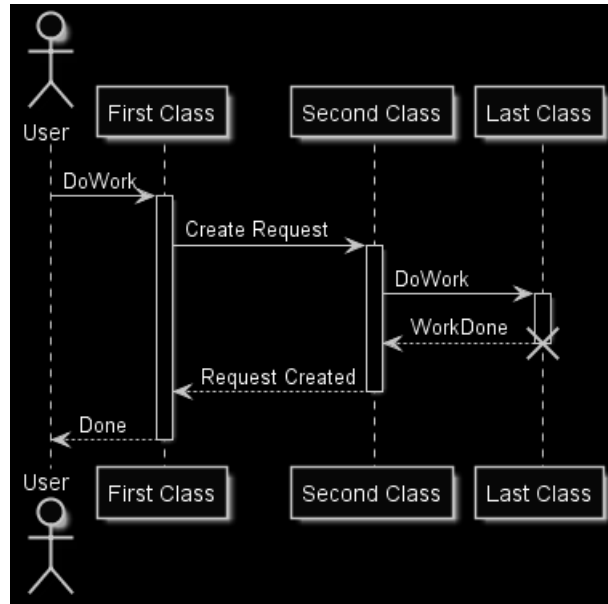 User
First Class
Second Class
Last Class
DoWork
Create Request
DoWork
WorkDone
Request Created
Done
User
First Class
Second Class
Last Class